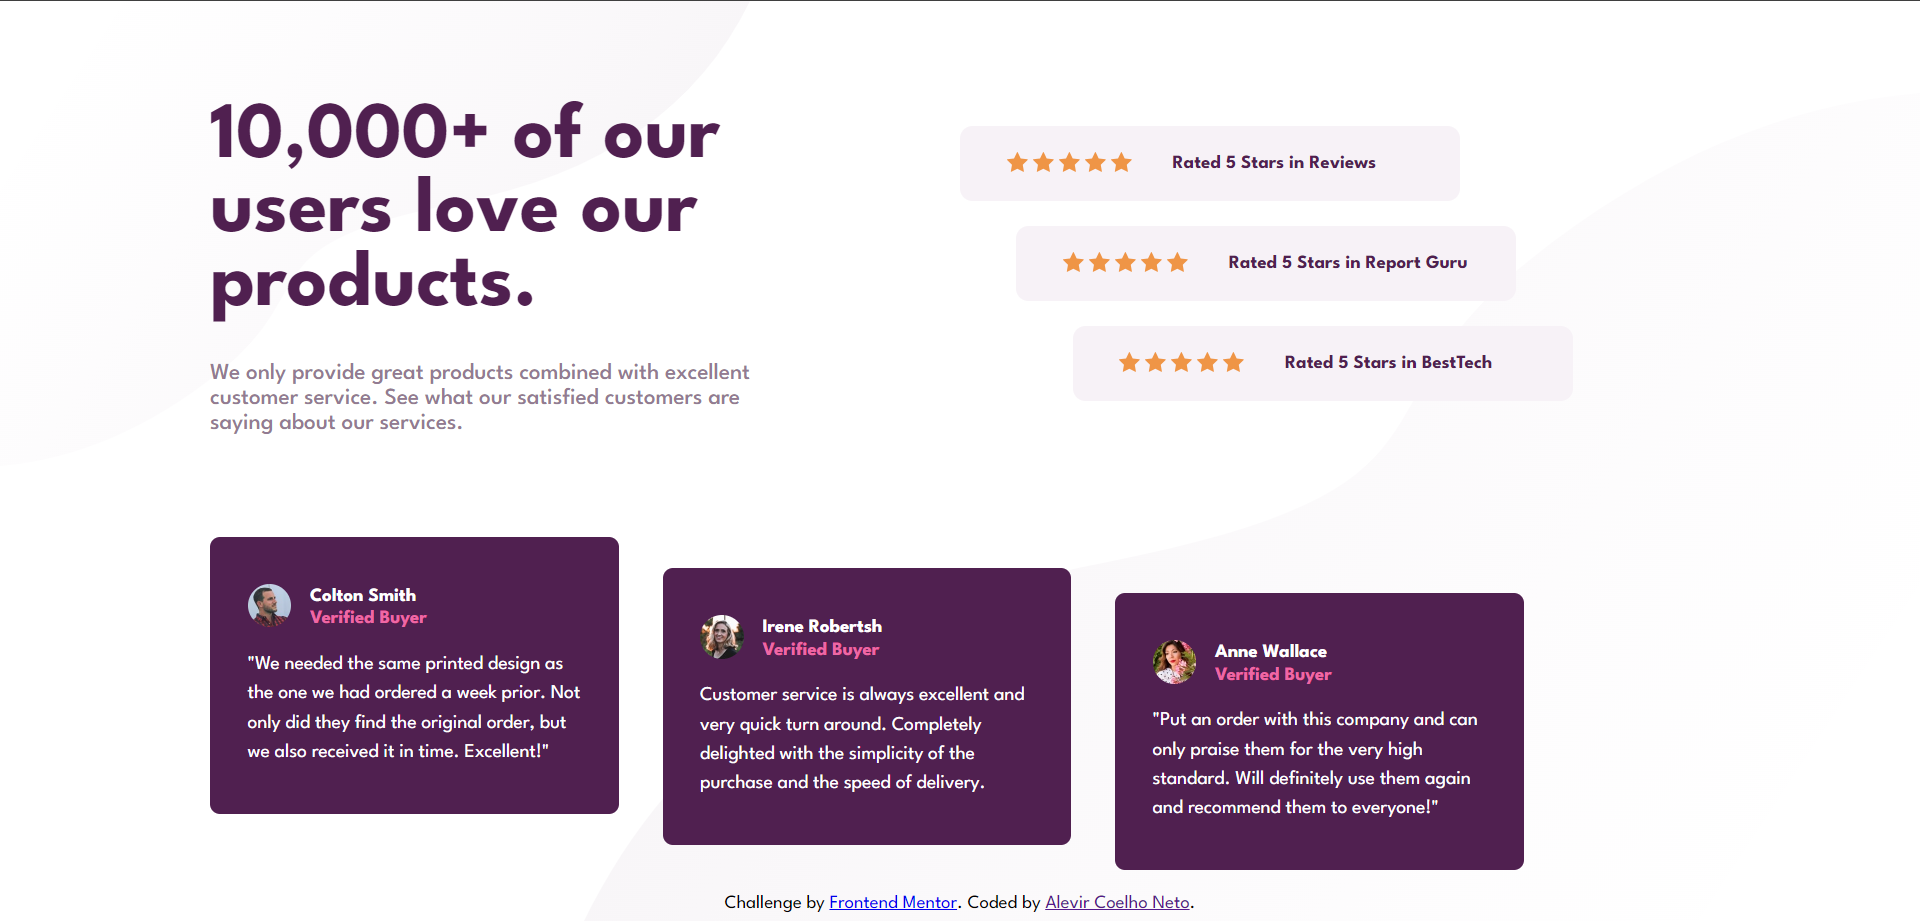 10,000+ of our
users love our
products.
We only provide great products combined with excellent
customer service. See what our satisfied customers are
saying about our services.
Rated 5 Stars in Reviews
Rated 5 Stars in Report Guru
Rated 5 Stars in BestTech
Colton Smith
Verified Buyer
"We needed the same printed design as
the one we had ordered a week prior. Not
only did they find the original order, but
we also received it in time. Excellent!"
Irene Robertsh
Verified Buyer
Customer service is always excellent and
very quick turn around. Completely
delighted with the simplicity of the
purchase and the speed of delivery.
Anne Wallace
Verified Buyer
"Put an order with this company and can
only praise them for the very high
standard. Will definitely use them again
and recommend them to everyone!"
Challenge by Frontend Mentor. Coded by Alevir Coelho Neto.